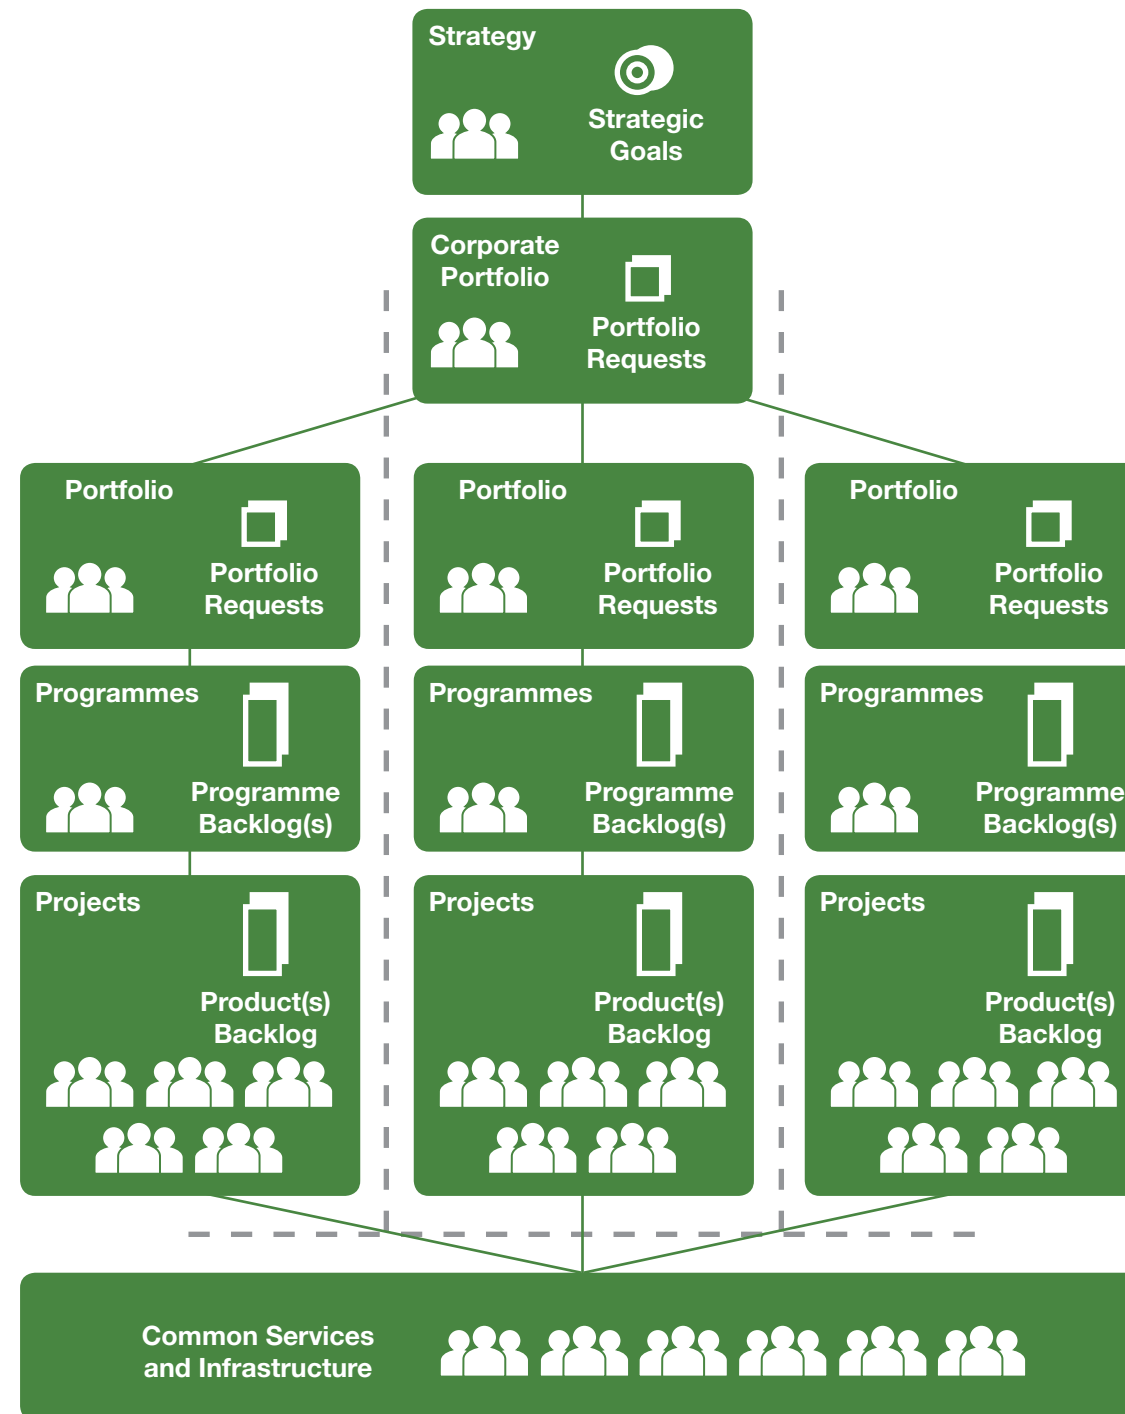 Strategy
Strategic
Goals
Corporate
Portfolio
Portfolio
Requests
Portfolio
Portfolio
Requests
Portfolio
Portfolio
Requests
Portfolio
Portfolio
Requests
Programmes
Programme
Backlog(s)
Programmes
Programme
Backlog(s)
Programmes
Programme
Backlog(s)
Projects
Product(s)
Backlog
Projects
Product(s)
Backlog
Projects
Product(s)
Backlog
Common Services
and Infrastructure